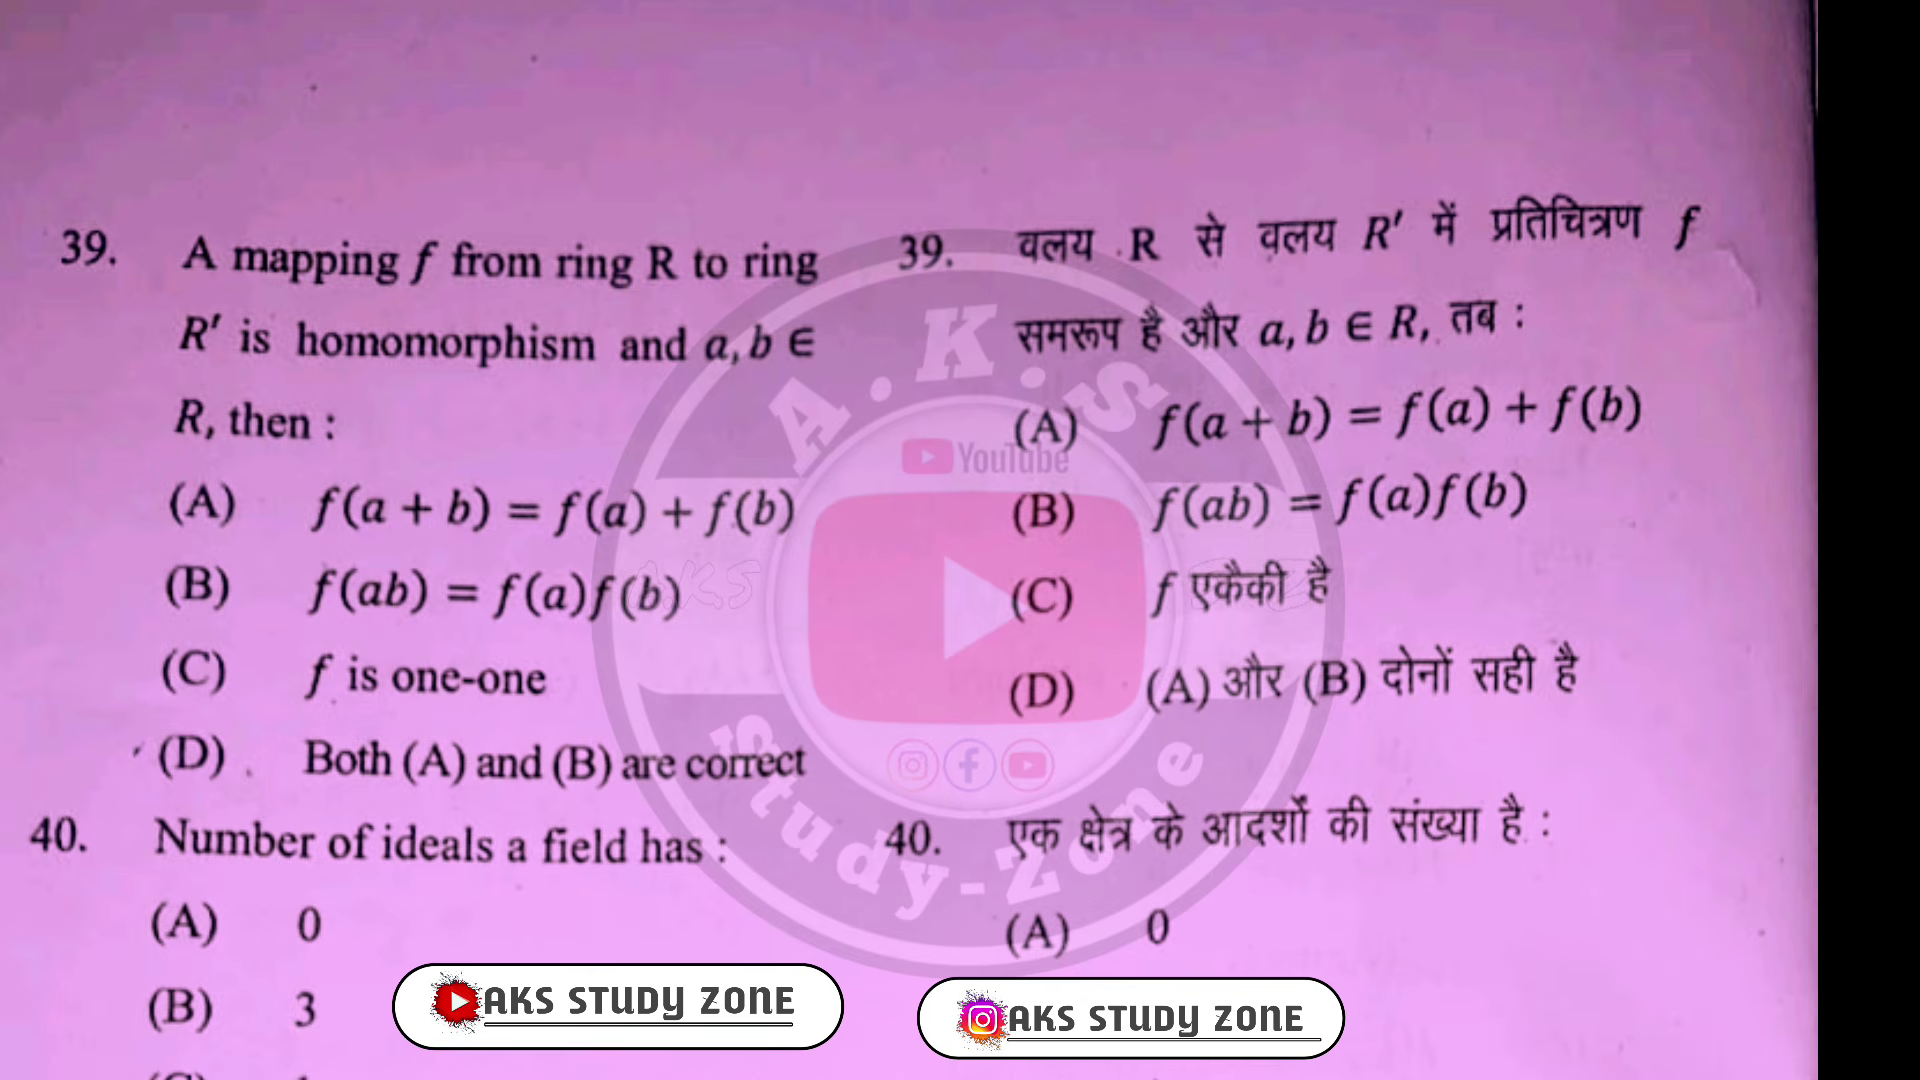 39. A mapping f from ring R to ring
R′ is homomorphism and a, b ∈
R, then :
(A) f(a + b) = f(a) + f(b)
(B) f(ab) = f(a)f(b)
(C) f is one-one
(D) Both (A) and (B) are correct
40. Number of ideals a field has :
(A) 0
(B) 3
39. वलय R से वलय R′ में प्रतिचित्रण f
समरूप है और a, b ∈ R, तब :
(A) f(a + b) = f(a) + f(b)
(B) f(ab) = f(a)f(b)
(C) f एकैकी है
(D) (A) और (B) दोनों सही है
40. एक क्षेत्र के आदर्शों की संख्या है :
(A) 0
A.K.S
YouTube
Study-Zone
AKS STUDY ZONE
AKS STUDY ZONE